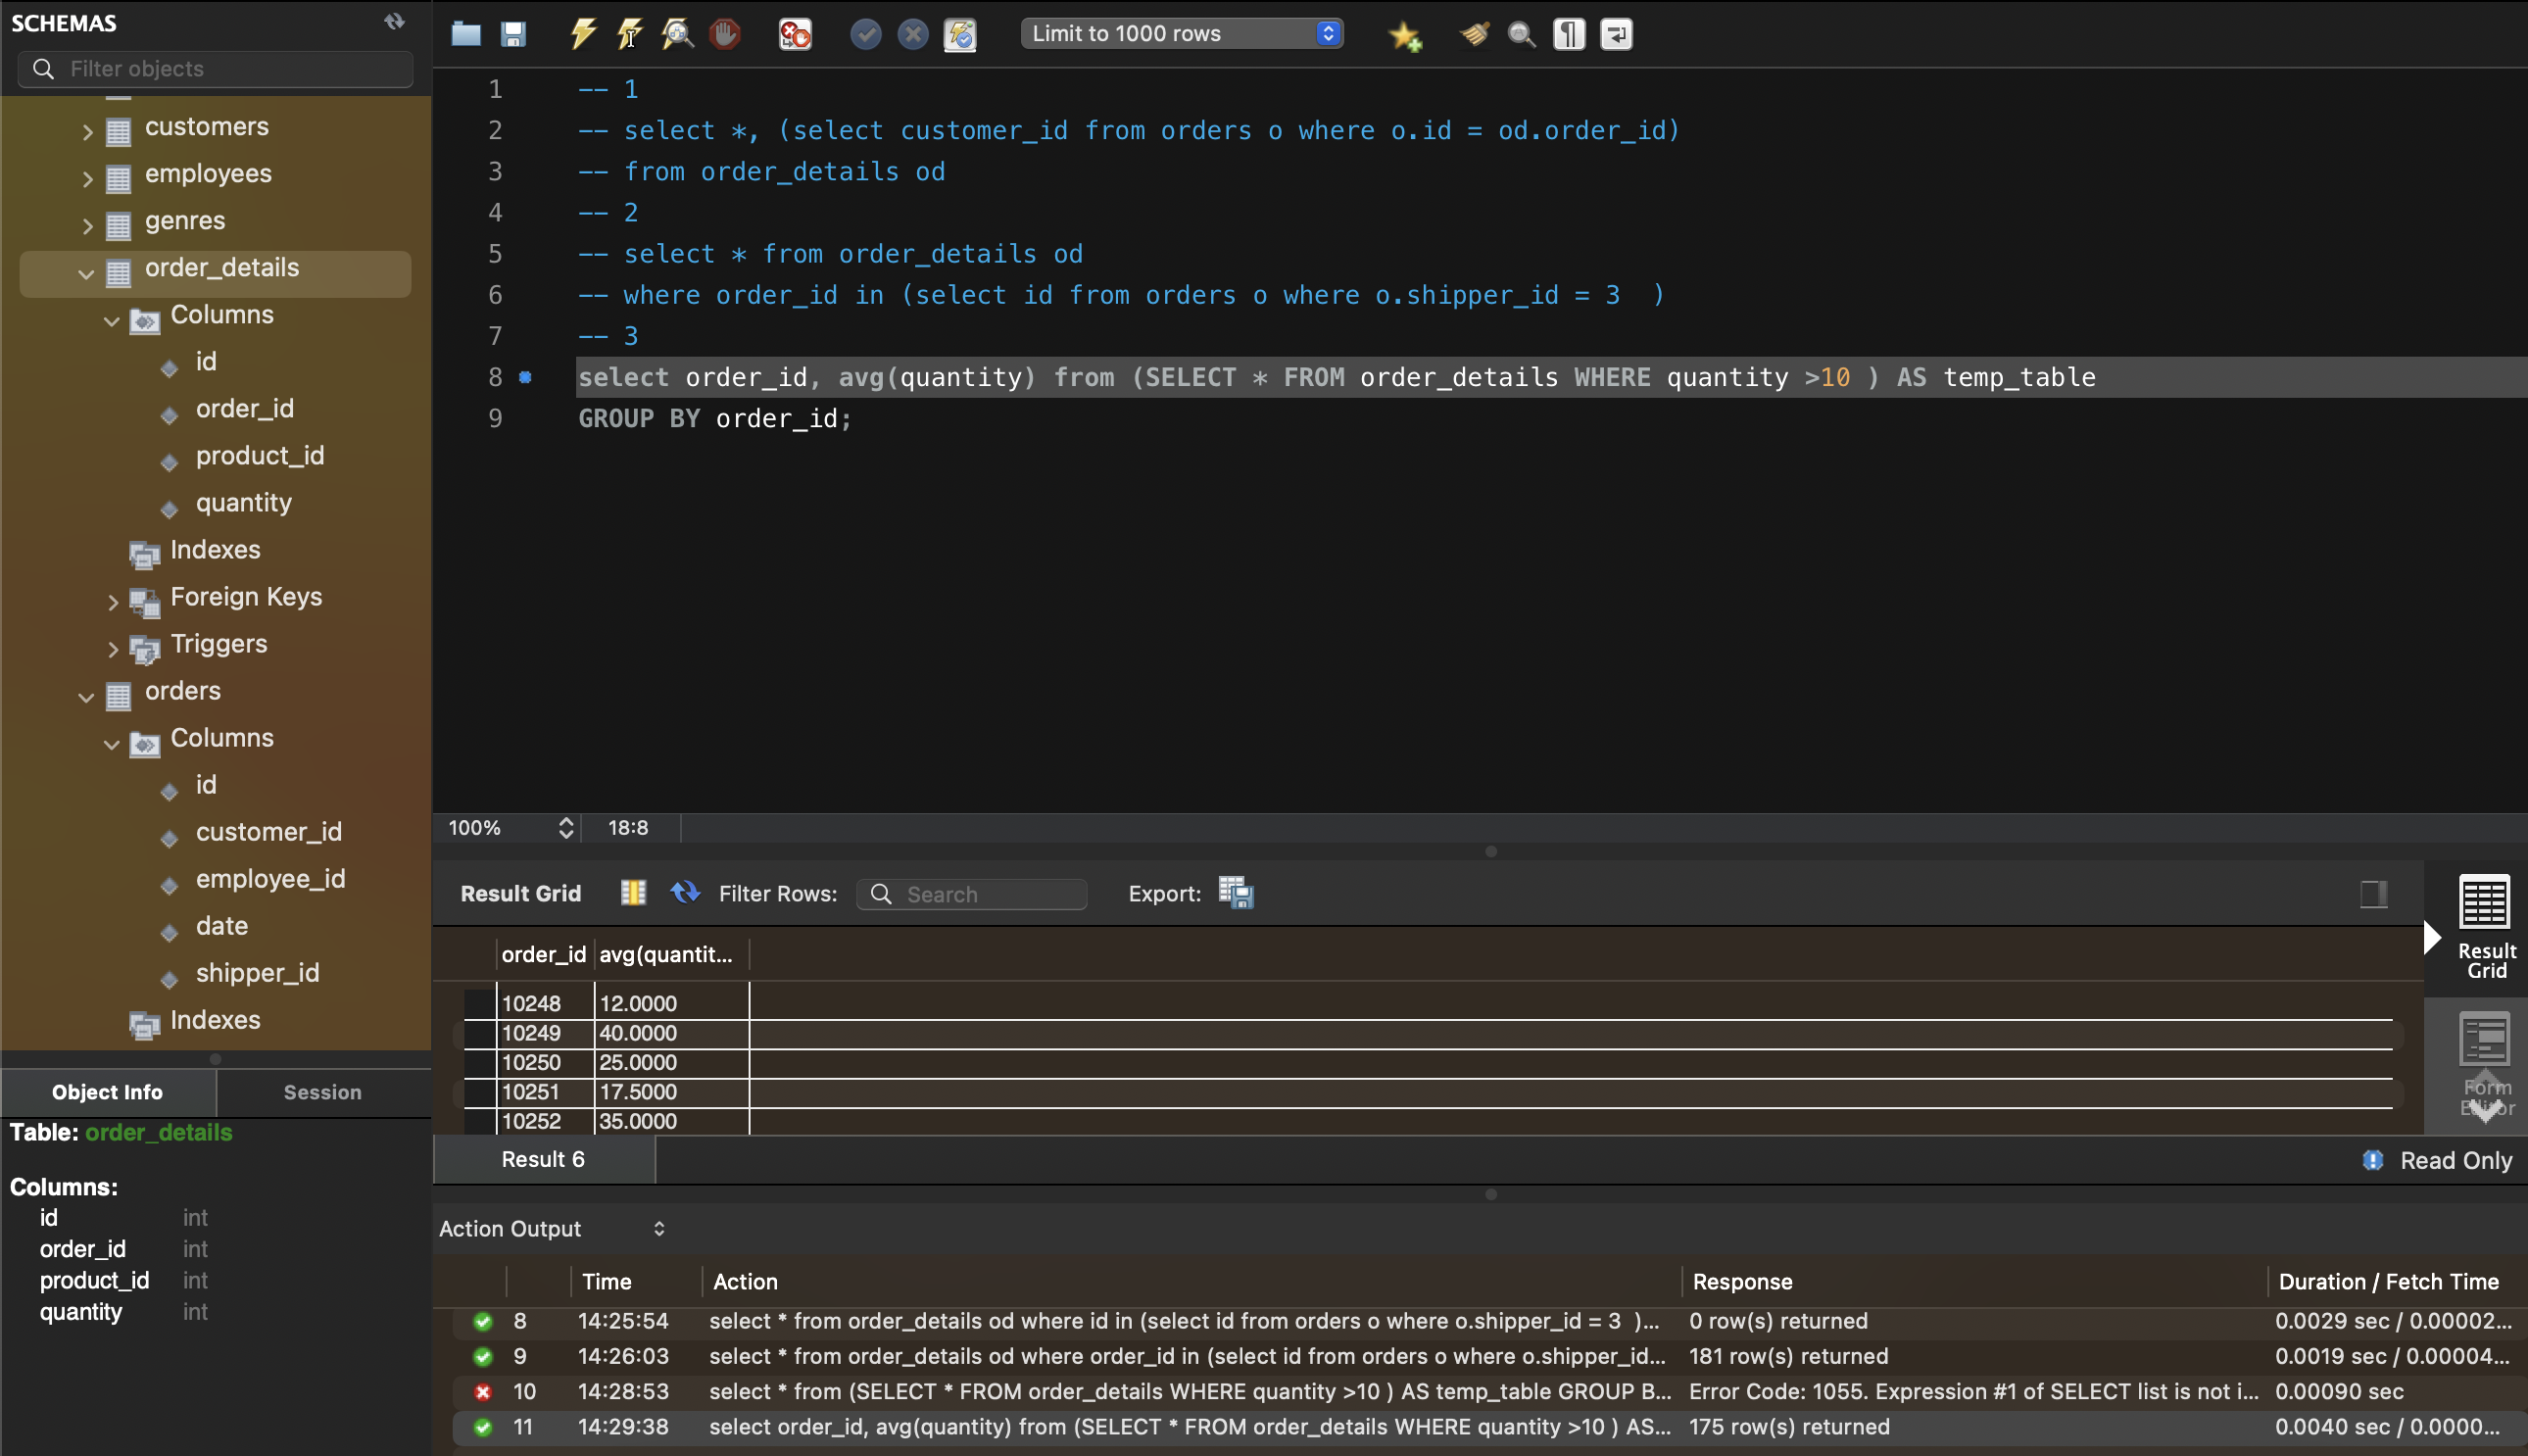 SCHEMAS
Filter objects
customers
employees
genres
order_details
Columns
id
order_id
product_id
quantity
Indexes
Foreign Keys
Triggers
orders
Columns
id
customer_id
employee_id
date
shipper_id
Indexes
Object Info
Session
Table: order_details
Columns:
id int
order_id int
product_id int
quantity int
Limit to 1000 rows
1 -- 1
2 -- select *, (select customer_id from orders o where o.id = od.order_id)
3 -- from order_details od
4 -- 2
5 -- select * from order_details od
6 -- where order_id in (select id from orders o where o.shipper_id = 3  )
7 -- 3
8 select order_id, avg(quantity) from (SELECT * FROM order_details WHERE quantity >10 ) AS temp_table
9 GROUP BY order_id;
100% 18:8
Result Grid Filter Rows: Search Export:
order_id avg(quantit...
10248 12.0000
10249 40.0000
10250 25.0000
10251 17.5000
10252 35.0000
Result Grid
Form Editor
Result 6
Read Only
Action Output
Time Action Response Duration / Fetch Time
8 14:25:54 select * from order_details od where id in (select id from orders o where o.shipper_id = 3  )... 0 row(s) returned 0.0029 sec / 0.00002...
9 14:26:03 select * from order_details od where order_id in (select id from orders o where o.shipper_id... 181 row(s) returned 0.0019 sec / 0.00004...
10 14:28:53 select * from (SELECT * FROM order_details WHERE quantity >10 ) AS temp_table GROUP B... Error Code: 1055. Expression #1 of SELECT list is not i... 0.00090 sec
11 14:29:38 select order_id, avg(quantity) from (SELECT * FROM order_details WHERE quantity >10 ) AS... 175 row(s) returned 0.0040 sec / 0.0000...